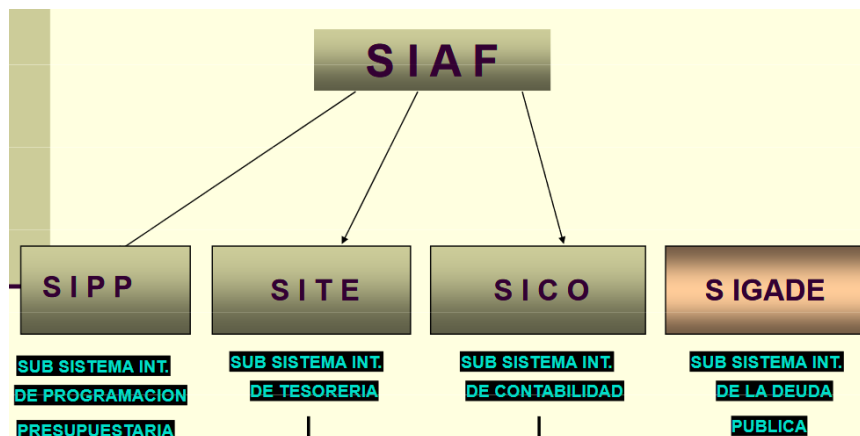 S I A F
S I P P
S I T E
S I C O
S IGADE
SUB SISTEMA INT.
DE PROGRAMACION
PRESUPUESTARIA
SUB SISTEMA INT.
DE TESORERIA
SUB SISTEMA INT.
DE CONTABILIDAD
SUB SISTEMA INT.
DE LA DEUDA
PUBLICA